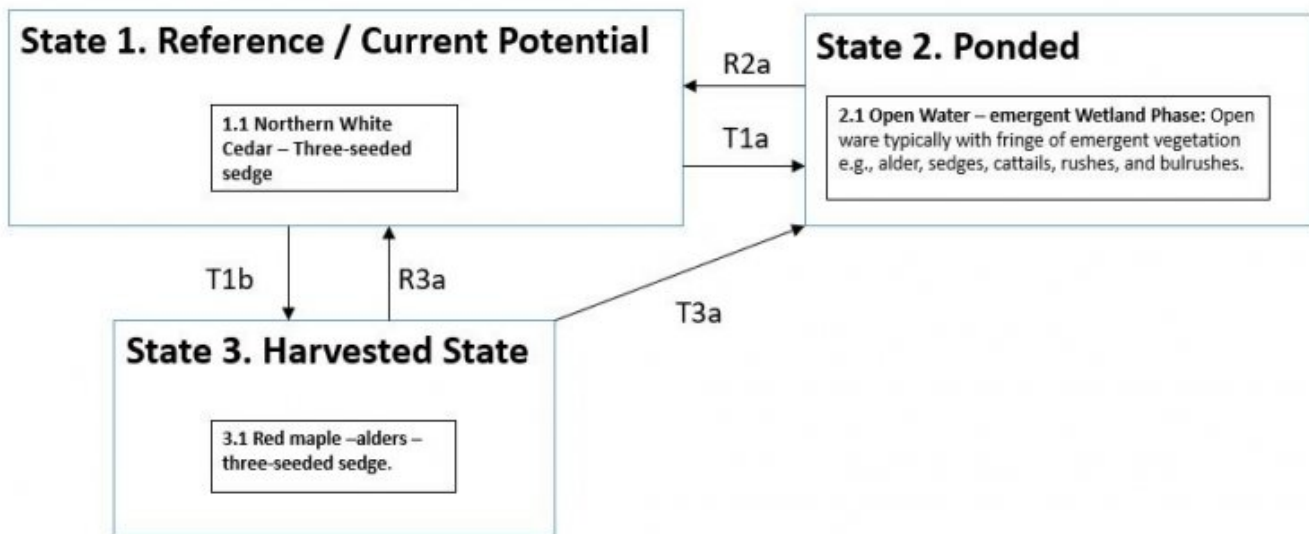 State 1. Reference / Current Potential
1.1 Northern White
Cedar – Three-seeded
sedge
R2a
T1a
State 2. Ponded
2.1 Open Water – emergent Wetland Phase: Open
ware typically with fringe of emergent vegetation
e.g., alder, sedges, cattails, rushes, and bulrushes.
T1b
R3a
T3a
State 3. Harvested State
3.1 Red maple –alders –
three-seeded sedge.